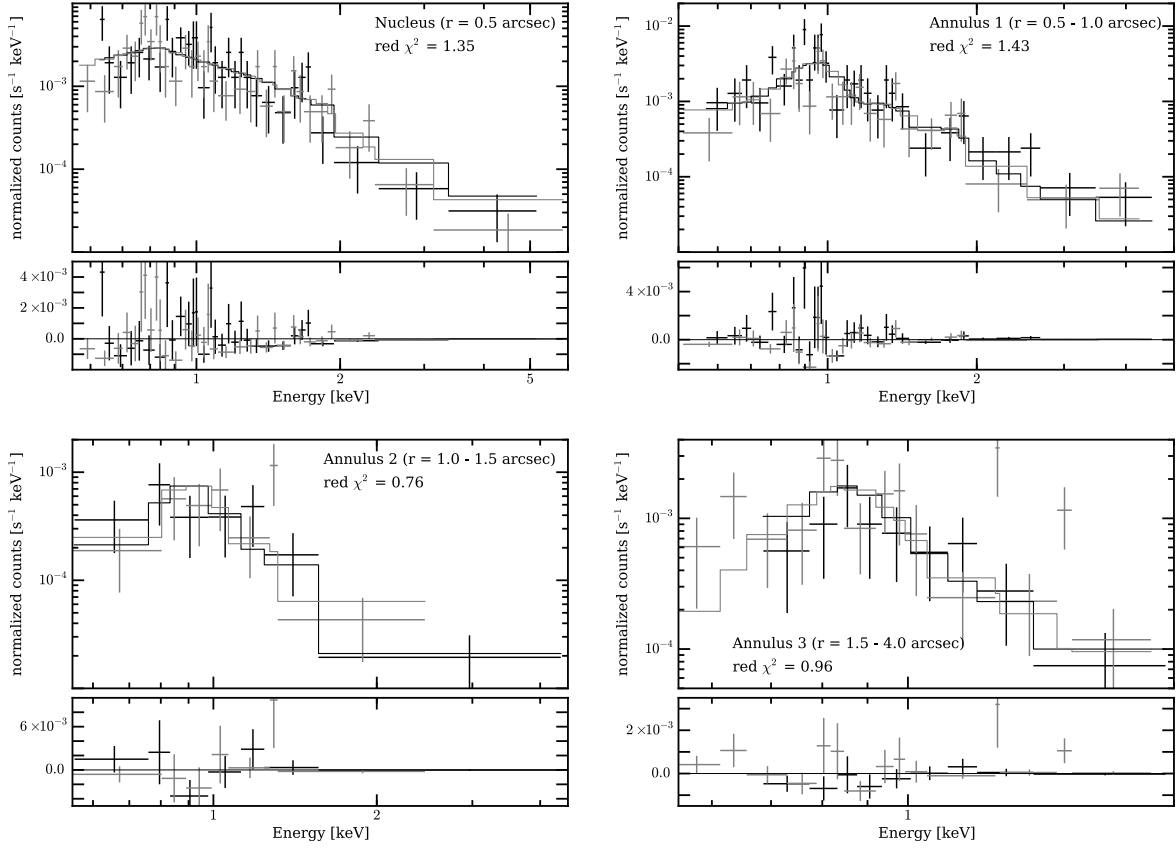 Nucleus (r = 0.5 arcsec)
red χ² = 1.35
normalized counts [s⁻¹ keV⁻¹]
10⁻³
10⁻⁴
4 ×10⁻³
2 ×10⁻³
0.0
1
2
5
Energy [keV]
Annulus 1 (r = 0.5 - 1.0 arcsec)
red χ² = 1.43
normalized counts [s⁻¹ keV⁻¹]
10⁻²
10⁻³
10⁻⁴
4 ×10⁻³
0.0
1
2
Energy [keV]
Annulus 2 (r = 1.0 - 1.5 arcsec)
red χ² = 0.76
normalized counts [s⁻¹ keV⁻¹]
10⁻³
10⁻⁴
6 ×10⁻³
0.0
1
2
Energy [keV]
Annulus 3 (r = 1.5 - 4.0 arcsec)
red χ² = 0.96
normalized counts [s⁻¹ keV⁻¹]
10⁻³
10⁻⁴
2 ×10⁻³
0.0
1
Energy [keV]